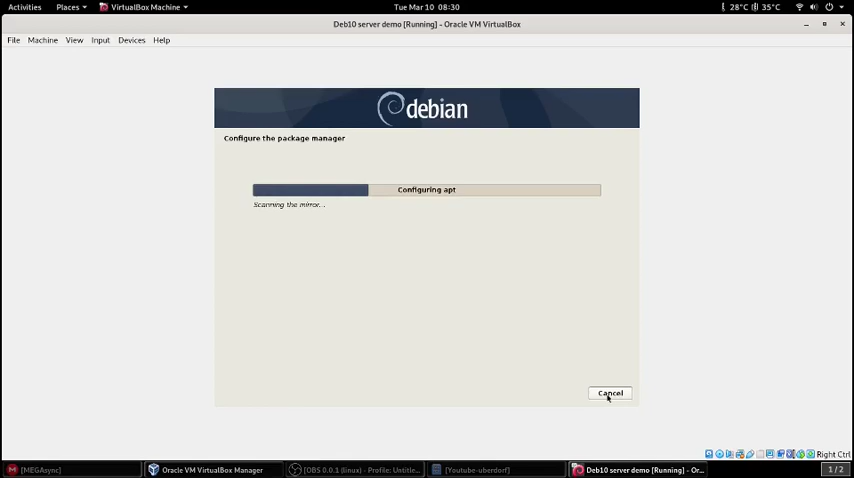 Activities Places VirtualBox Machine Tue Mar 10 08:30 28°C 35°C
Deb10 server demo [Running] - Oracle VM VirtualBox
File Machine View Input Devices Help
debian
Configure the package manager
Configuring apt
Scanning the mirror...
Cancel
Right Ctrl
[MEGAsync] Oracle VM VirtualBox Manager [OBS 0.0.1 (linux) - Profile: Untitle... [Youtube-uberdorf] Deb10 server demo [Running] - Or... 1 / 2